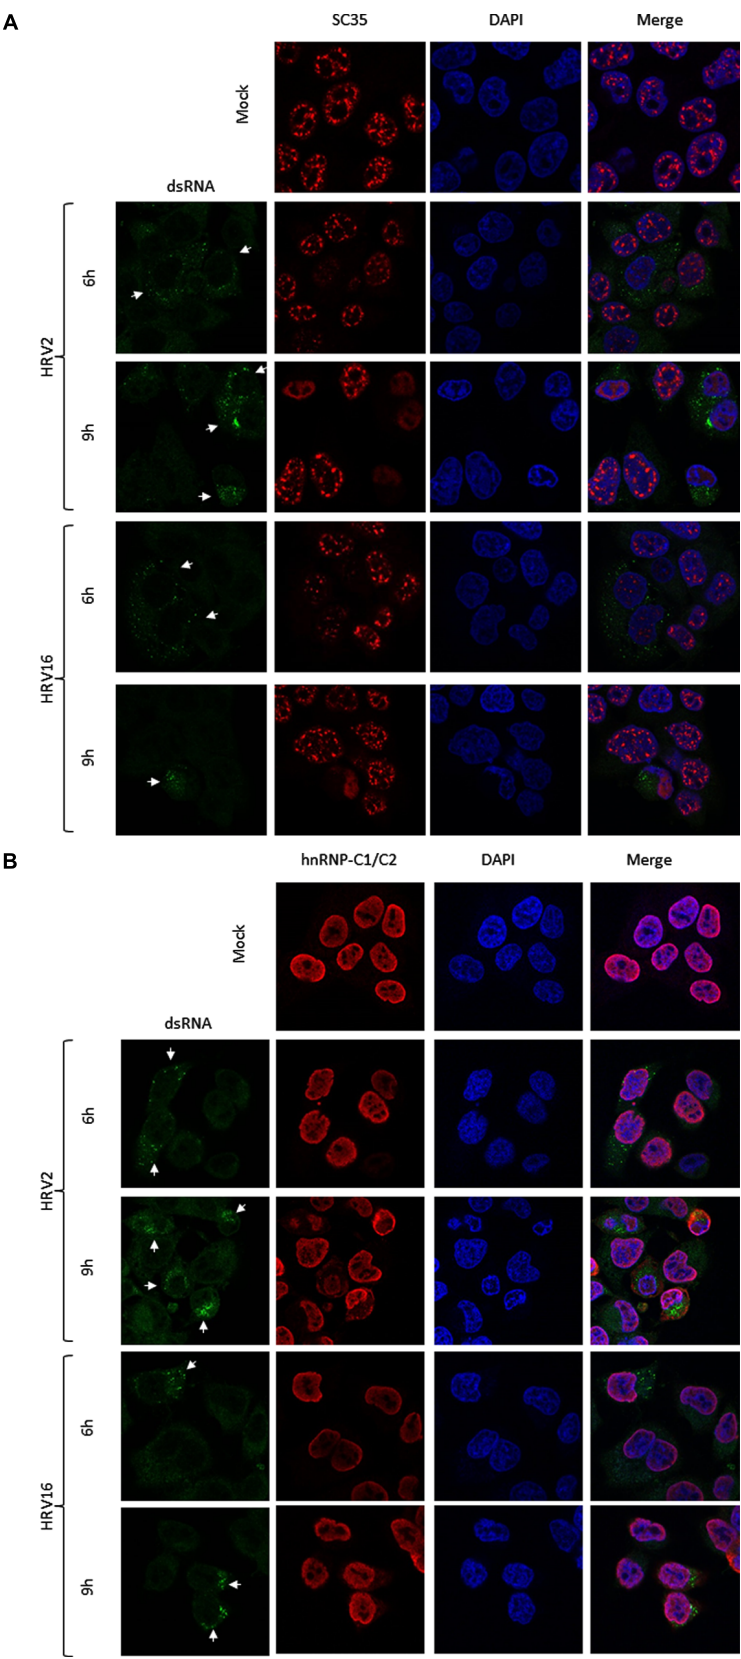 A
SC35 DAPI Merge
Mock
dsRNA
HRV2
6h
9h
HRV16
6h
9h
B
hnRNP-C1/C2 DAPI Merge
Mock
dsRNA
HRV2
6h
9h
HRV16
6h
9h